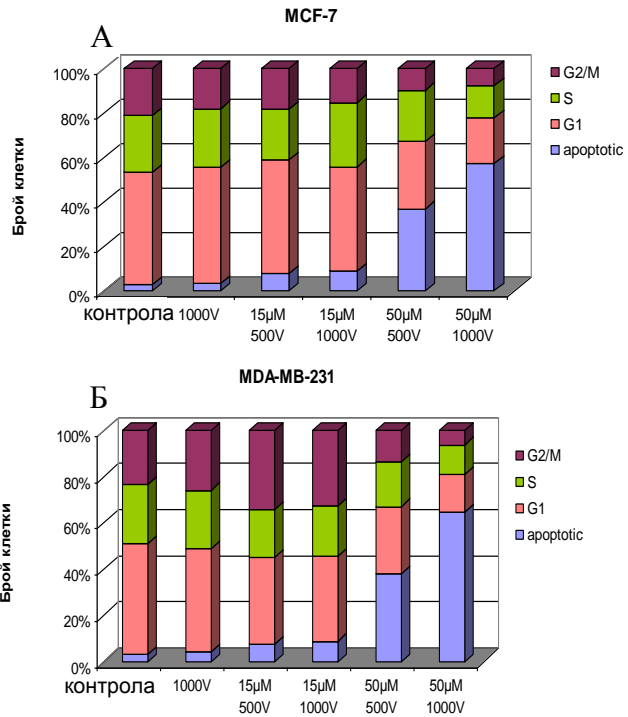 MCF-7
А
100%
80%
60%
40%
20%
0%
Брой клетки
G2/M
S
G1
apoptotic
контрола 1000V 15µM 15µM 50µM 50µM
500V 1000V 500V 1000V
MDA-MB-231
Б
100%
80%
60%
40%
20%
0%
Брой клетки
G2/M
S
G1
apoptotic
контрола 1000V 15µM 15µM 50µM 50µM
500V 1000V 500V 1000V